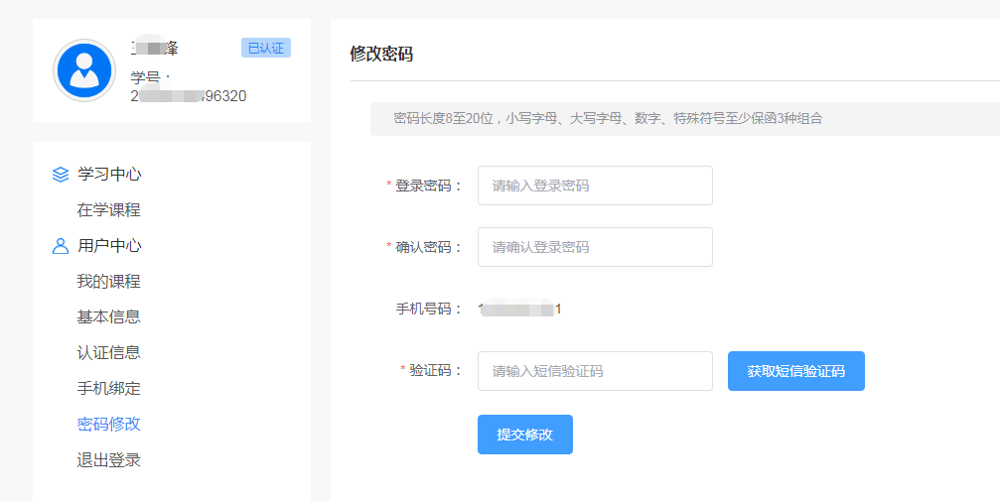 峰
已认证
学号：
2 496320
学习中心
在学课程
用户中心
我的课程
基本信息
认证信息
手机绑定
密码修改
退出登录
修改密码
密码长度8至20位，小写字母、大写字母、数字、特殊符号至少保函3种组合
* 登录密码： 请输入登录密码
* 确认密码： 请确认登录密码
手机号码： 1 1
* 验证码： 请输入短信验证码 获取短信验证码
提交修改